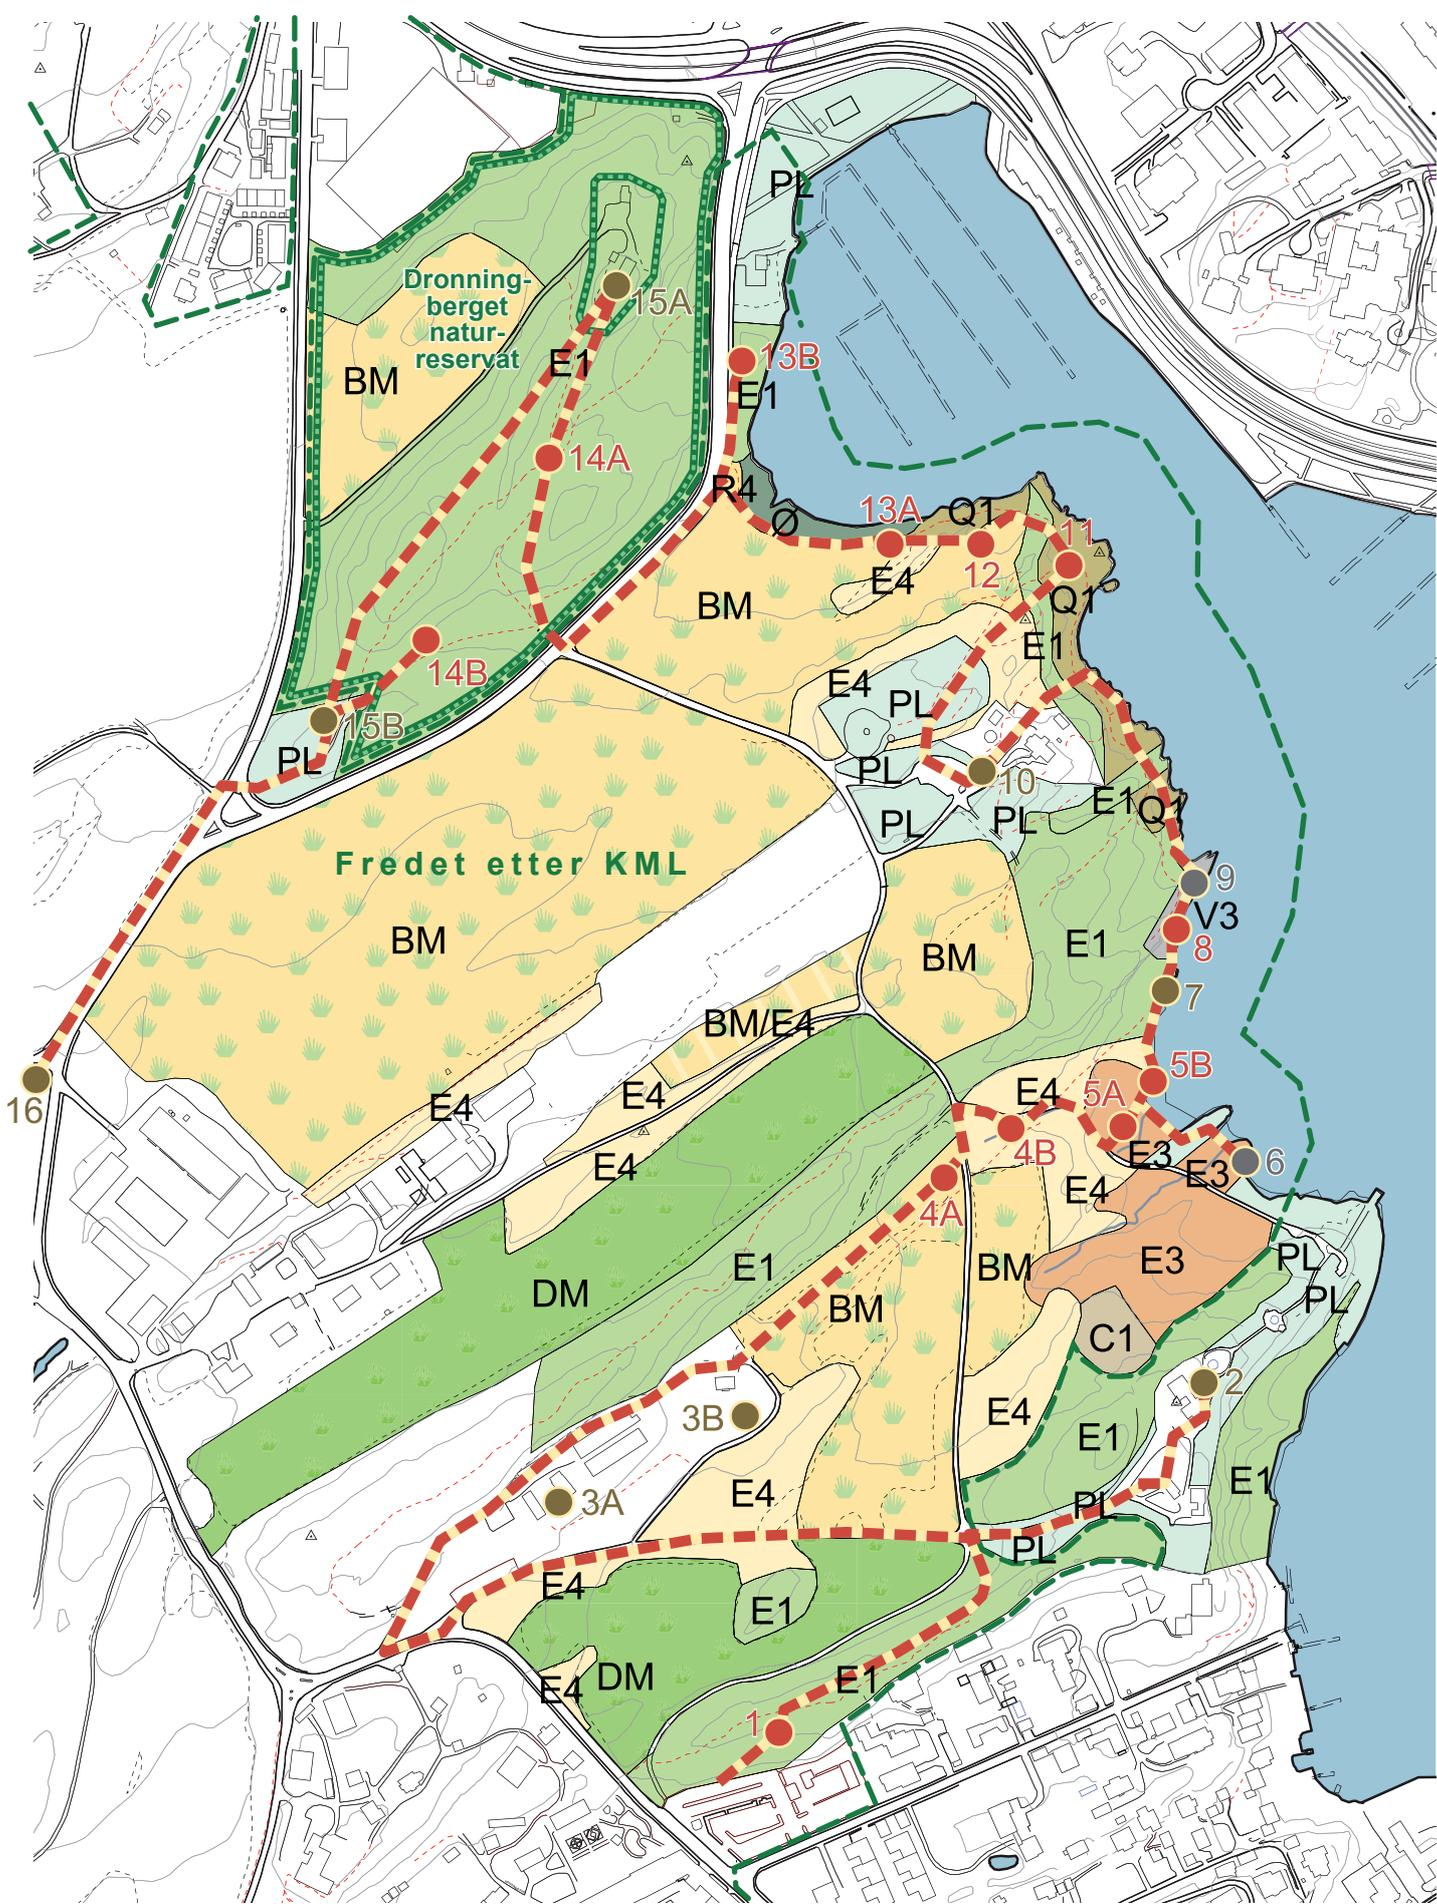 PL
Dronning-
berget
natur-
reservat
15A
E1
BM
13B
E1
14A
R4
Ø
13A
Q1
11
12
E4
Q1
BM
E1
14B
E4
PL
15B
PL
PL
10
E1
Q1
PL
PL
Fredet etter KML
9
V3
8
BM
BM
E1
7
BM/E4
5B
E4
5A
E4
E4
16
4B
E3
E3
6
E4
E4
4A
E1
BM
E3
PL
DM
PL
BM
C1
2
3B
E4
E1
E4
E1
3A
PL
PL
E4
E1
DM
E1
E4
1